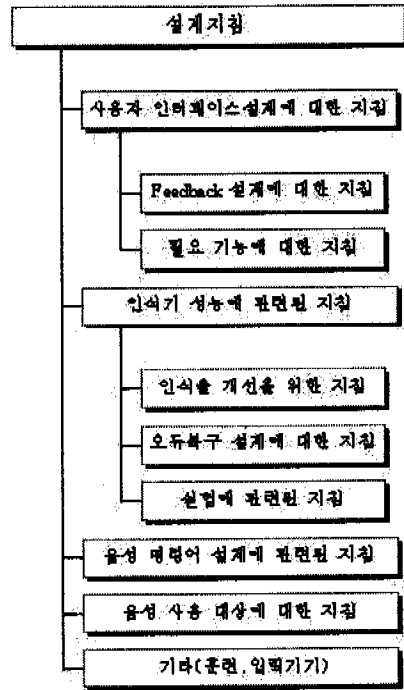 설계지침
사용자 인터페이스설계에 대한 지침
Feedback 설계에 대한 지침
필요 기능에 대한 지침
인식기 성능에 관련된 지침
인식율 개선을 위한 지침
오류복구 설계에 대한 지침
실험에 관련된 지침
음성 명령어 설계에 관련된 지침
음성 사용 대상에 대한 지침
기타(훈련,입력기기)